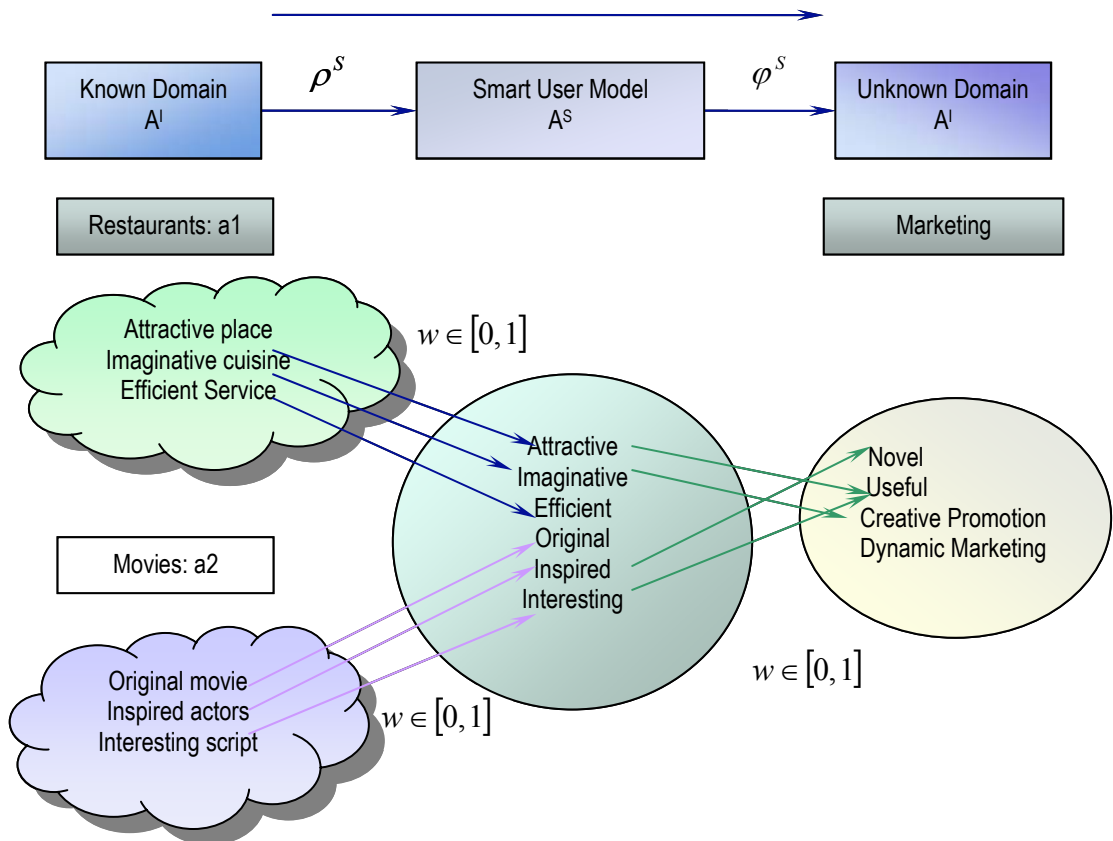 Known Domain
A^I
ρ^S
Smart User Model
A^S
φ^S
Unknown Domain
A^I
Restaurants: a1
Marketing
Attractive place
Imaginative cuisine
Efficient Service
w ∈ [0, 1]
Attractive
Imaginative
Efficient
Original
Inspired
Interesting
Novel
Useful
Creative Promotion
Dynamic Marketing
Movies: a2
Original movie
Inspired actors
Interesting script
w ∈ [0, 1]
w ∈ [0, 1]